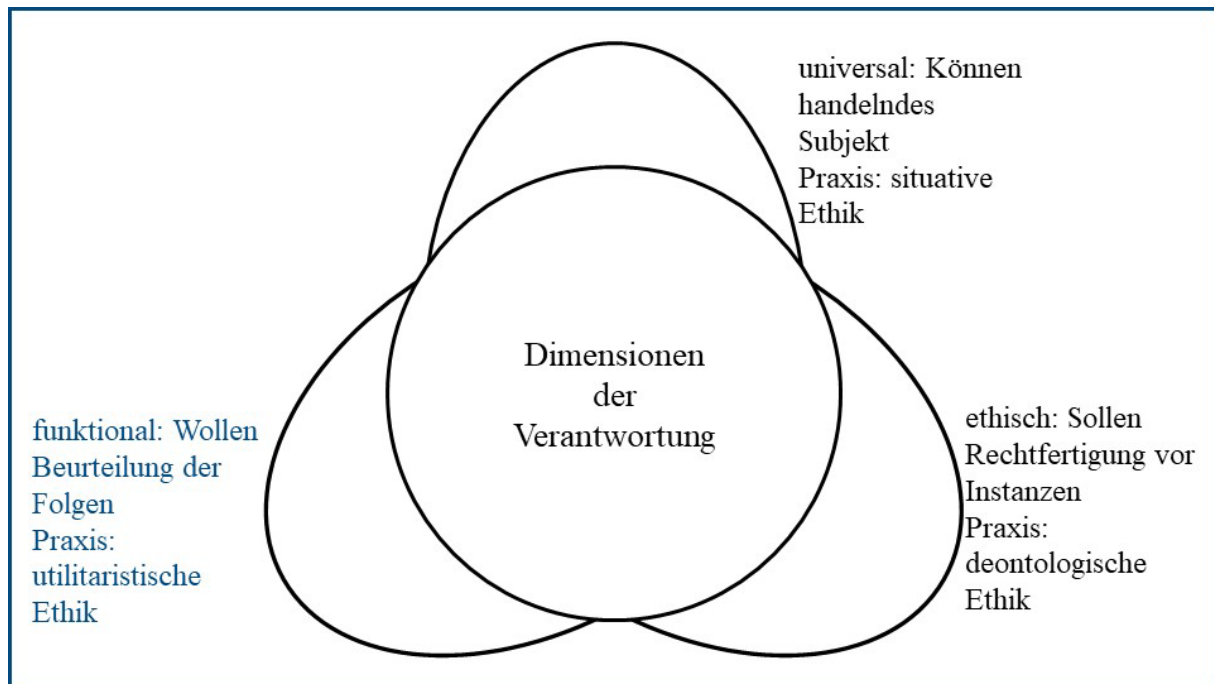 universal: Können
handelndes
Subjekt
Praxis: situative
Ethik
Dimensionen
der
Verantwortung
funktional: Wollen
Beurteilung der
Folgen
Praxis:
utilitaristische
Ethik
ethisch: Sollen
Rechtfertigung vor
Instanzen
Praxis:
deontologische
Ethik